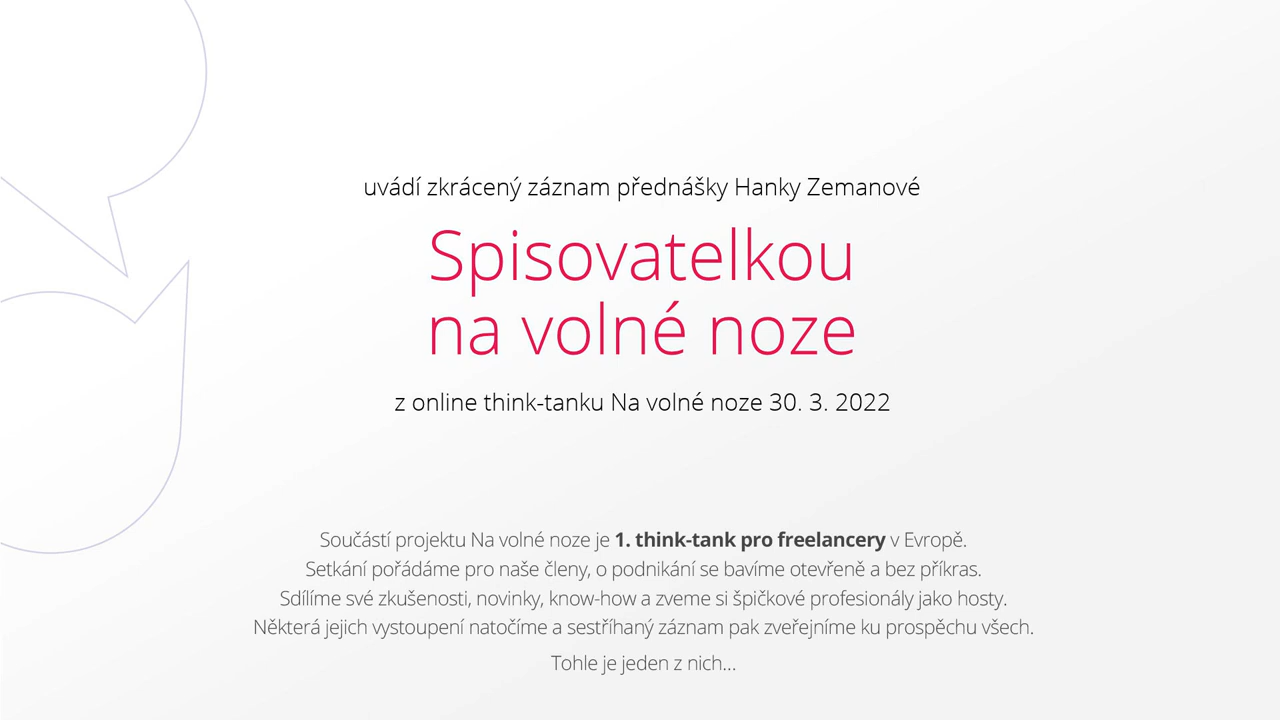 uvádí zkrácený záznam přednášky Hanky Zemanové
Spisovatelkou
na volné noze
z online think-tanku Na volné noze 30. 3. 2022
Součástí projektu Na volné noze je 1. think-tank pro freelancery v Evropě.
Setkání pořádáme pro naše členy, o podnikání se bavíme otevřeně a bez příkras.
Sdílíme své zkušenosti, novinky, know-how a zveme si špičkové profesionály jako hosty.
Některá jejich vystoupení natočíme a sestříhaný záznam pak zveřejníme ku prospěchu všech.
Tohle je jeden z nich...